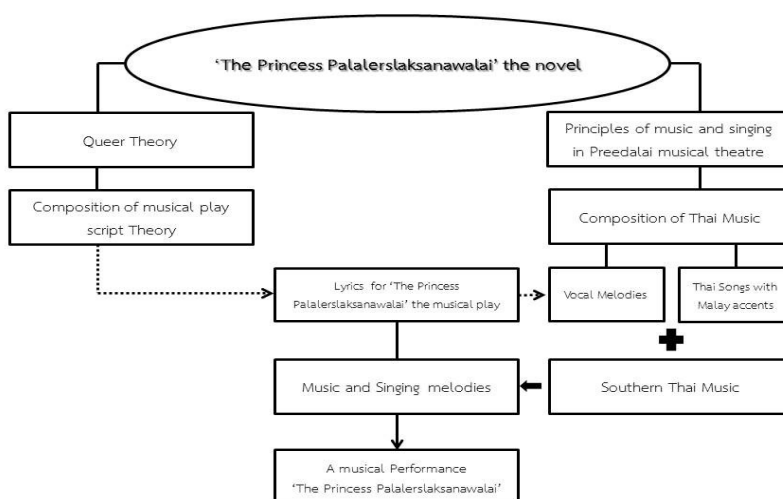 ‘The Princess Palalerslaksanawalai’ the novel
Queer Theory
Principles of music and singing
in Preedalai musical theatre
Composition of musical play
script Theory
Composition of Thai Music
Lyrics for ‘The Princess
Palalerslaksanawalai’ the musical play
Vocal Melodies
Thai Songs with
Malay accents
Music and Singing melodies
Southern Thai Music
A musical Performance
‘The Princess Palalerslaksanawalai’